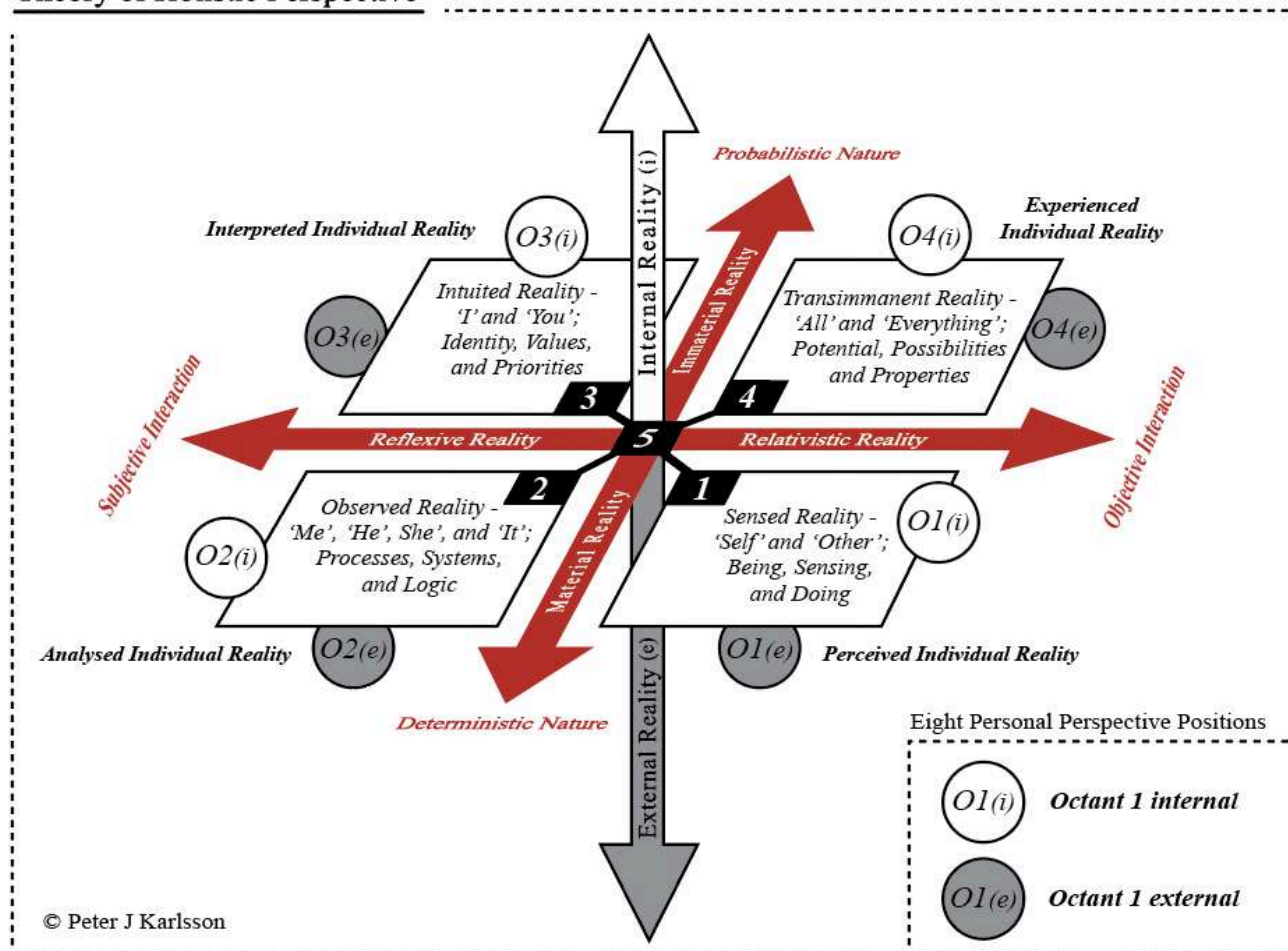 Theory of Holistic Perspective
Internal Reality (i)
Probabilistic Nature
Immaterial Reality
Interpreted Individual Reality
O3(i)
O3(e)
Intuited Reality -
‘I’ and ‘You’;
Identity, Values,
and Priorities
3
Experienced
Individual Reality
O4(i)
O4(e)
Transimmanent Reality -
‘All’ and ‘Everything’;
Potential, Possibilities
and Properties
4
Subjective Interaction
Reflexive Reality
5
Relativistic Reality
Objective Interaction
2
Observed Reality -
‘Me’, ‘He’, She’, and ‘It’;
Processes, Systems,
and Logic
O2(i)
O2(e)
Analysed Individual Reality
1
Sensed Reality -
‘Self’ and ‘Other’;
Being, Sensing,
and Doing
O1(i)
O1(e)
Perceived Individual Reality
Material Reality
Deterministic Nature
External Reality (e)
Eight Personal Perspective Positions
O1(i) Octant 1 internal
O1(e) Octant 1 external
© Peter J Karlsson